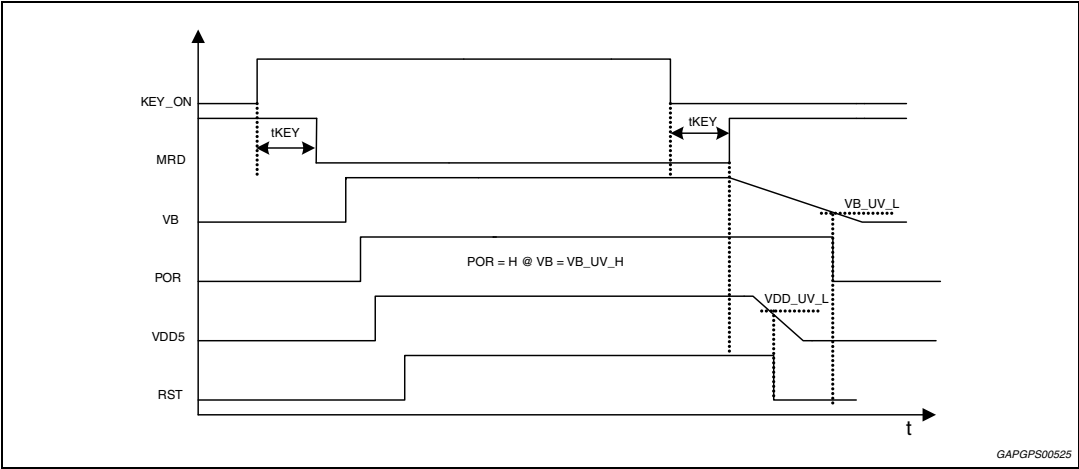 KEY_ON
tKEY
tKEY
MRD
VB
VB_UV_L
POR
POR = H @ VB = VB_UV_H
VDD5
VDD_UV_L
RST
t
GAPGPS00525